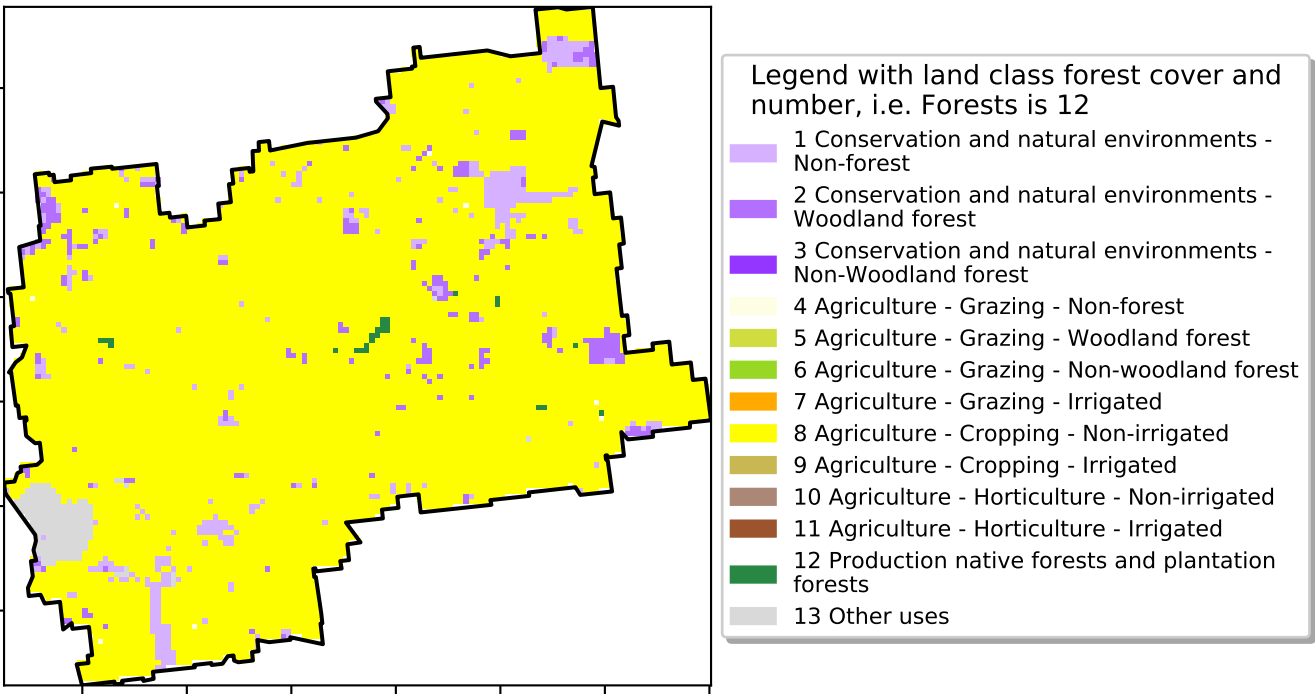 Legend with land class forest cover and
number, i.e. Forests is 12
1 Conservation and natural environments -
Non-forest
2 Conservation and natural environments -
Woodland forest
3 Conservation and natural environments -
Non-Woodland forest
4 Agriculture - Grazing - Non-forest
5 Agriculture - Grazing - Woodland forest
6 Agriculture - Grazing - Non-woodland forest
7 Agriculture - Grazing - Irrigated
8 Agriculture - Cropping - Non-irrigated
9 Agriculture - Cropping - Irrigated
10 Agriculture - Horticulture - Non-irrigated
11 Agriculture - Horticulture - Irrigated
12 Production native forests and plantation
forests
13 Other uses